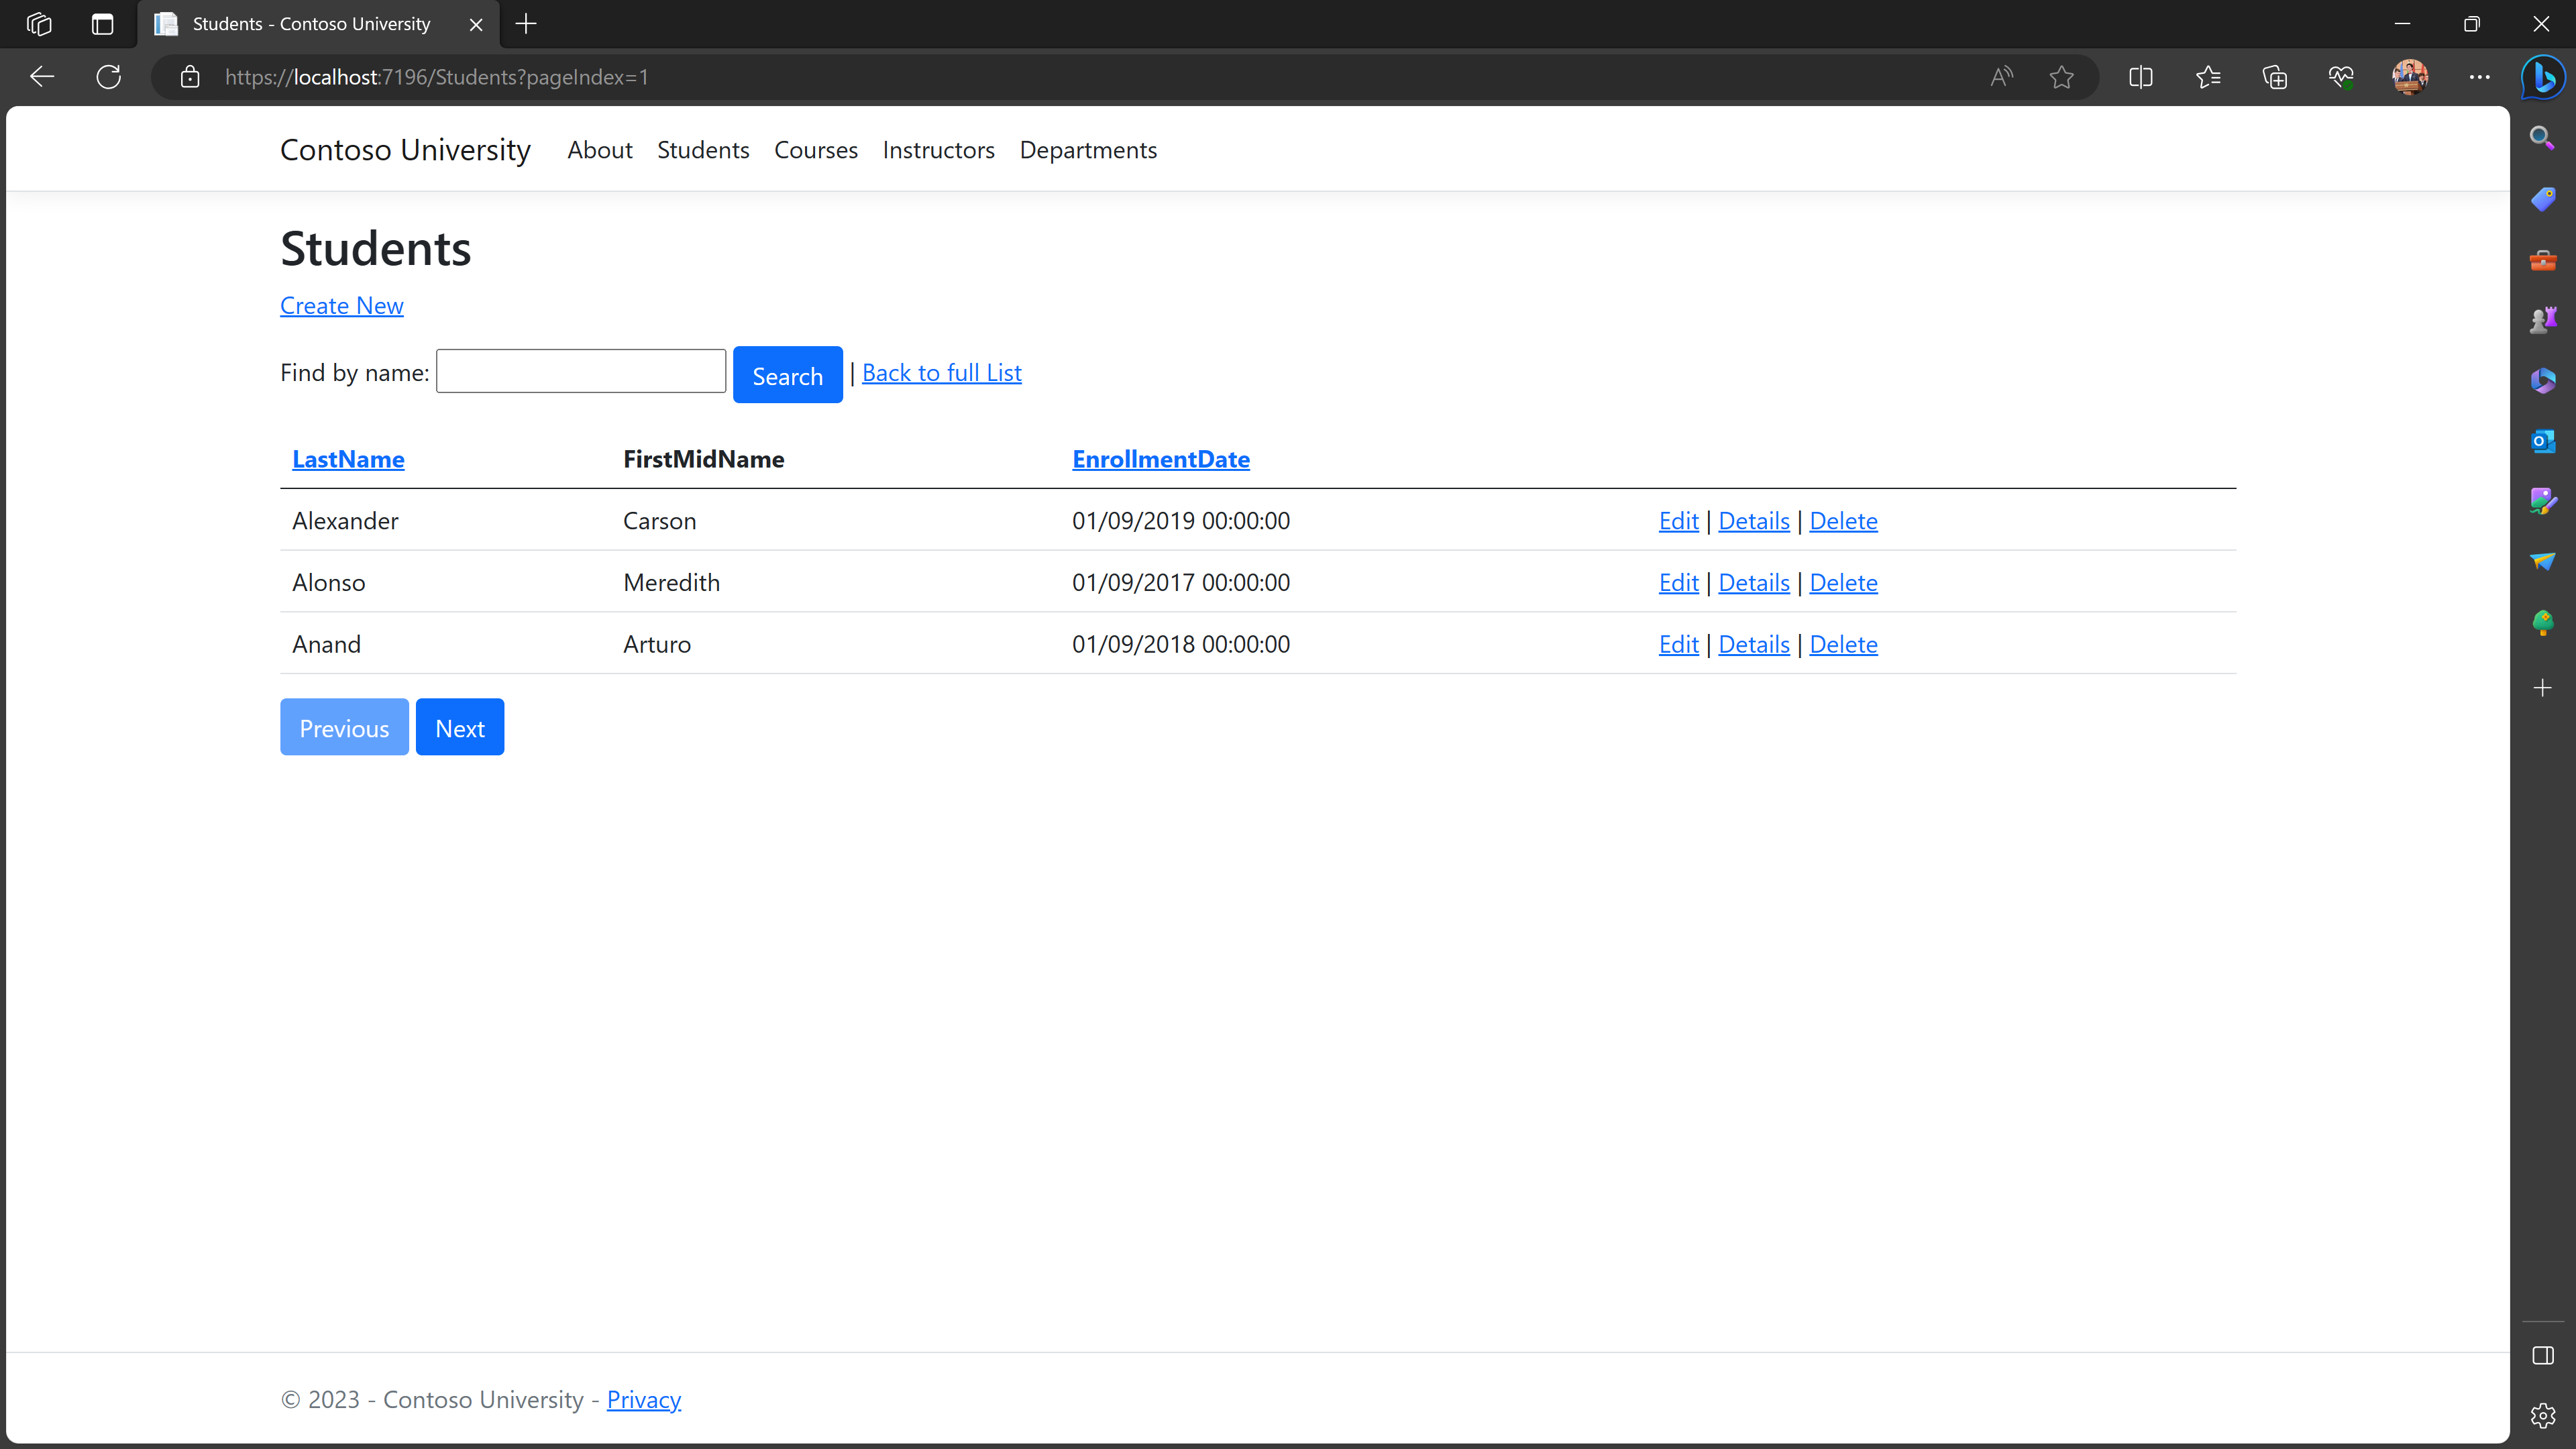 Students - Contoso University
https://localhost:7196/Students?pageIndex=1
Contoso University About Students Courses Instructors Departments
Students
Create New
Find by name: Search | Back to full List
LastName FirstMidName EnrollmentDate
Alexander Carson 01/09/2019 00:00:00 Edit | Details | Delete
Alonso Meredith 01/09/2017 00:00:00 Edit | Details | Delete
Anand Arturo 01/09/2018 00:00:00 Edit | Details | Delete
Previous Next
© 2023 - Contoso University - Privacy